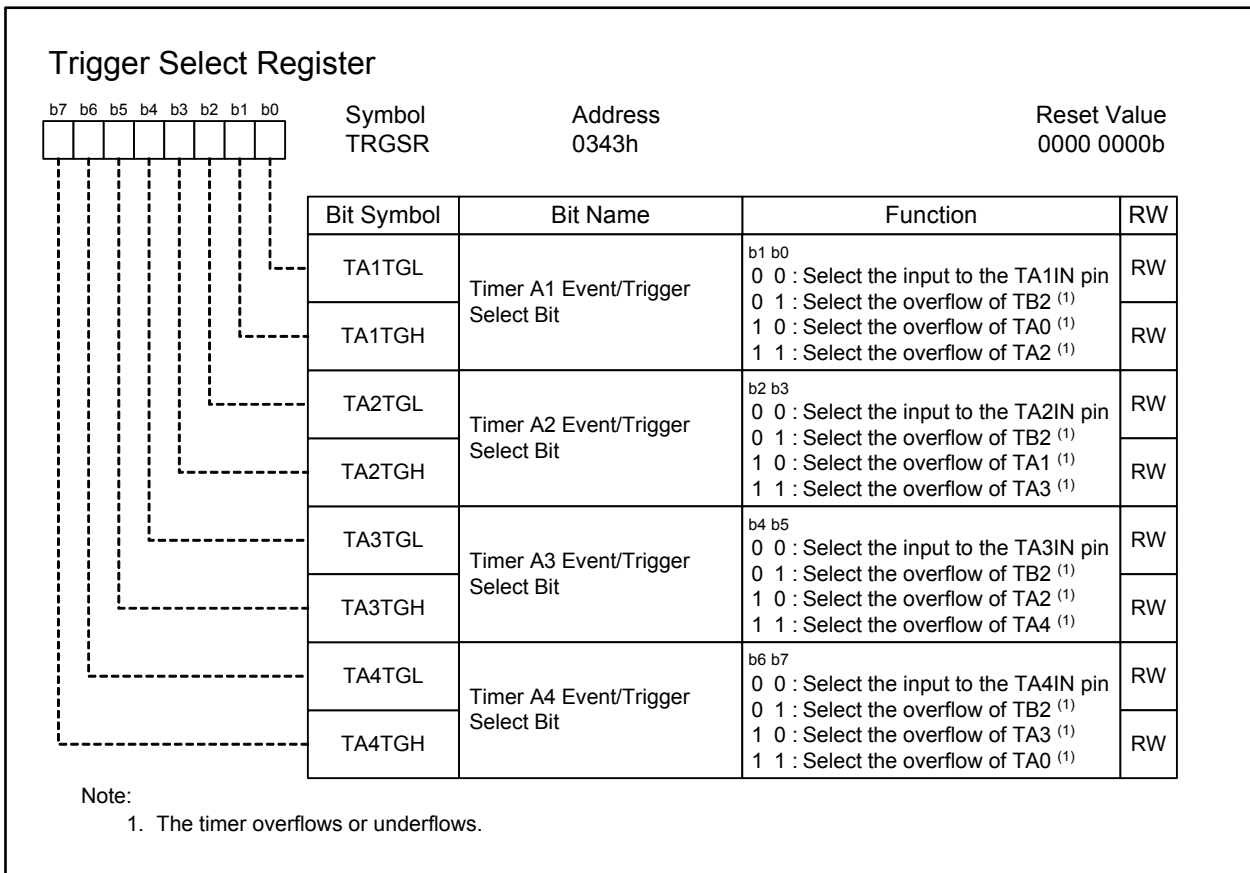 Trigger Select Register
b7 b6 b5 b4 b3 b2 b1 b0
Symbol Address Reset Value
TRGSR 0343h 0000 0000b
Bit Symbol Bit Name Function RW
TA1TGL
TA1TGH
Timer A1 Event/Trigger
Select Bit
b1 b0
0 0 : Select the input to the TA1IN pin
0 1 : Select the overflow of TB2 (1)
1 0 : Select the overflow of TA0 (1)
1 1 : Select the overflow of TA2 (1)
RW
RW
TA2TGL
TA2TGH
Timer A2 Event/Trigger
Select Bit
b2 b3
0 0 : Select the input to the TA2IN pin
0 1 : Select the overflow of TB2 (1)
1 0 : Select the overflow of TA1 (1)
1 1 : Select the overflow of TA3 (1)
RW
RW
TA3TGL
TA3TGH
Timer A3 Event/Trigger
Select Bit
b4 b5
0 0 : Select the input to the TA3IN pin
0 1 : Select the overflow of TB2 (1)
1 0 : Select the overflow of TA2 (1)
1 1 : Select the overflow of TA4 (1)
RW
RW
TA4TGL
TA4TGH
Timer A4 Event/Trigger
Select Bit
b6 b7
0 0 : Select the input to the TA4IN pin
0 1 : Select the overflow of TB2 (1)
1 0 : Select the overflow of TA3 (1)
1 1 : Select the overflow of TA0 (1)
RW
RW
Note:
1. The timer overflows or underflows.